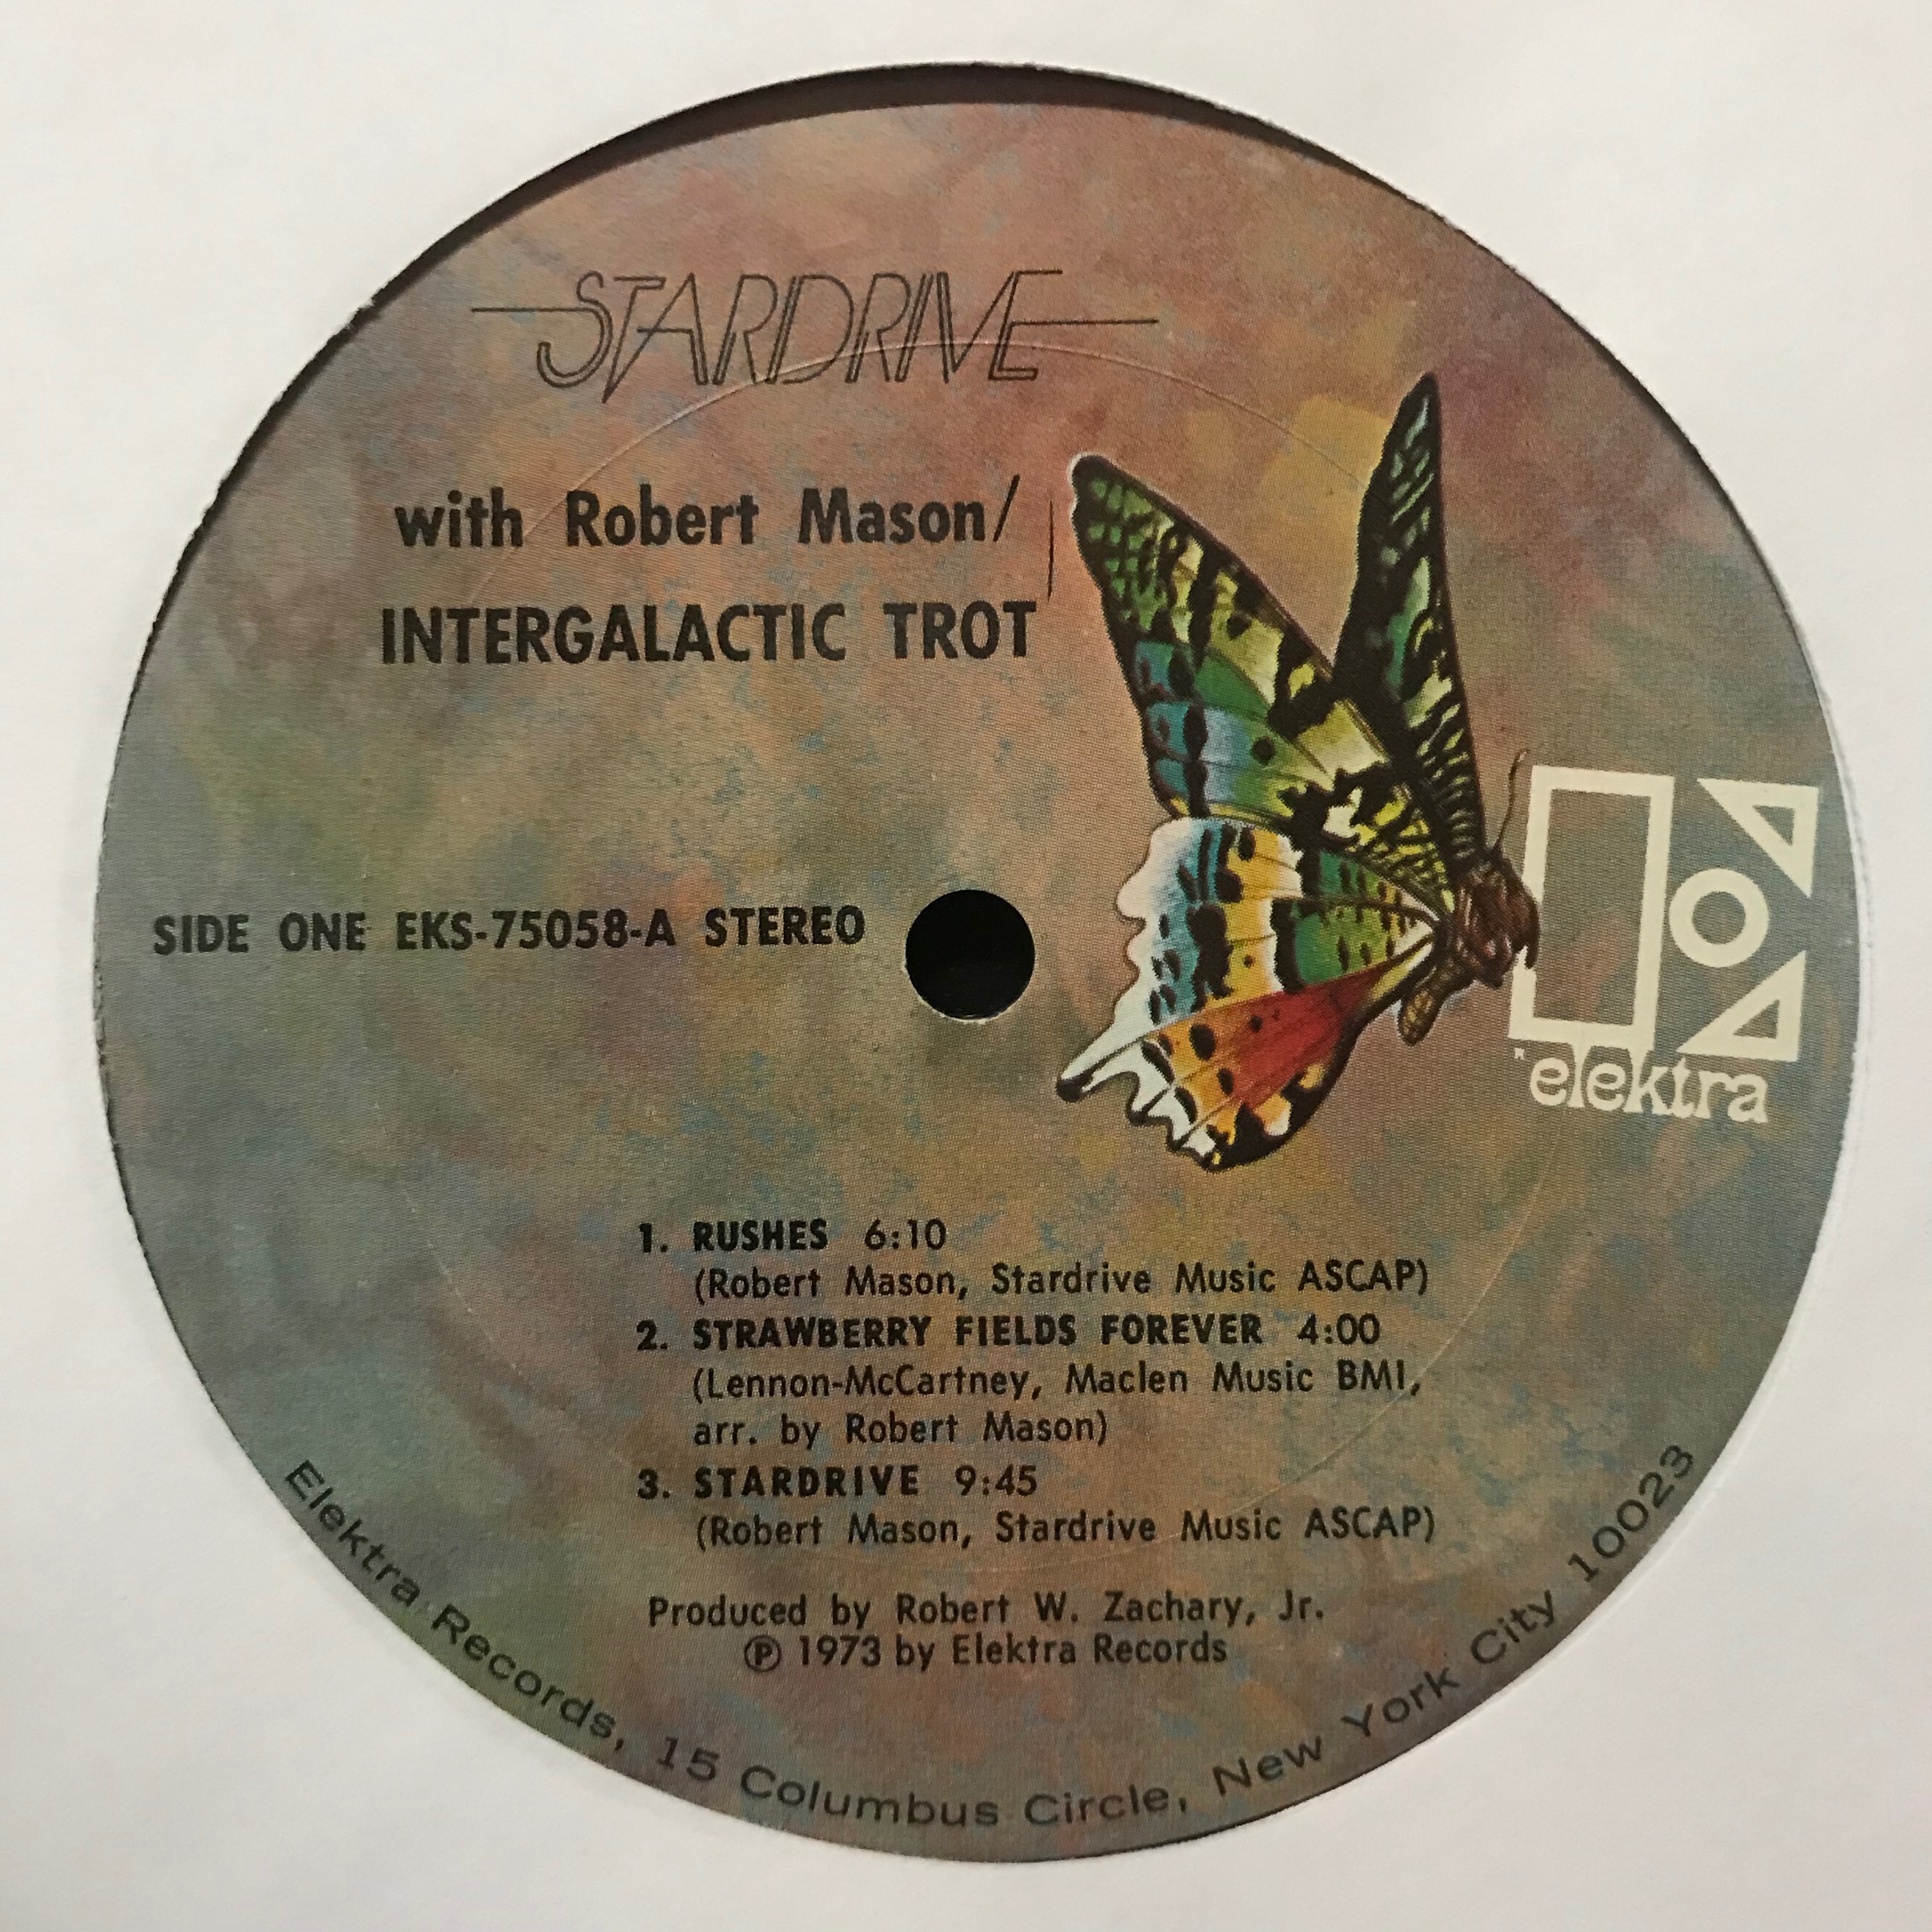 STARDRIVE
with Robert Mason/
INTERGALACTIC TROT
SIDE ONE EKS-75058-A STEREO
elektra
1. RUSHES 6:10
(Robert Mason, Stardrive Music ASCAP)
2. STRAWBERRY FIELDS FOREVER 4:00
(Lennon-McCartney, Maclen Music BMI,
arr. by Robert Mason)
3. STARDRIVE 9:45
(Robert Mason, Stardrive Music ASCAP)
Produced by Robert W. Zachary, Jr.
℗ 1973 by Elektra Records
Elektra Records, 15 Columbus Circle, New York City 10023